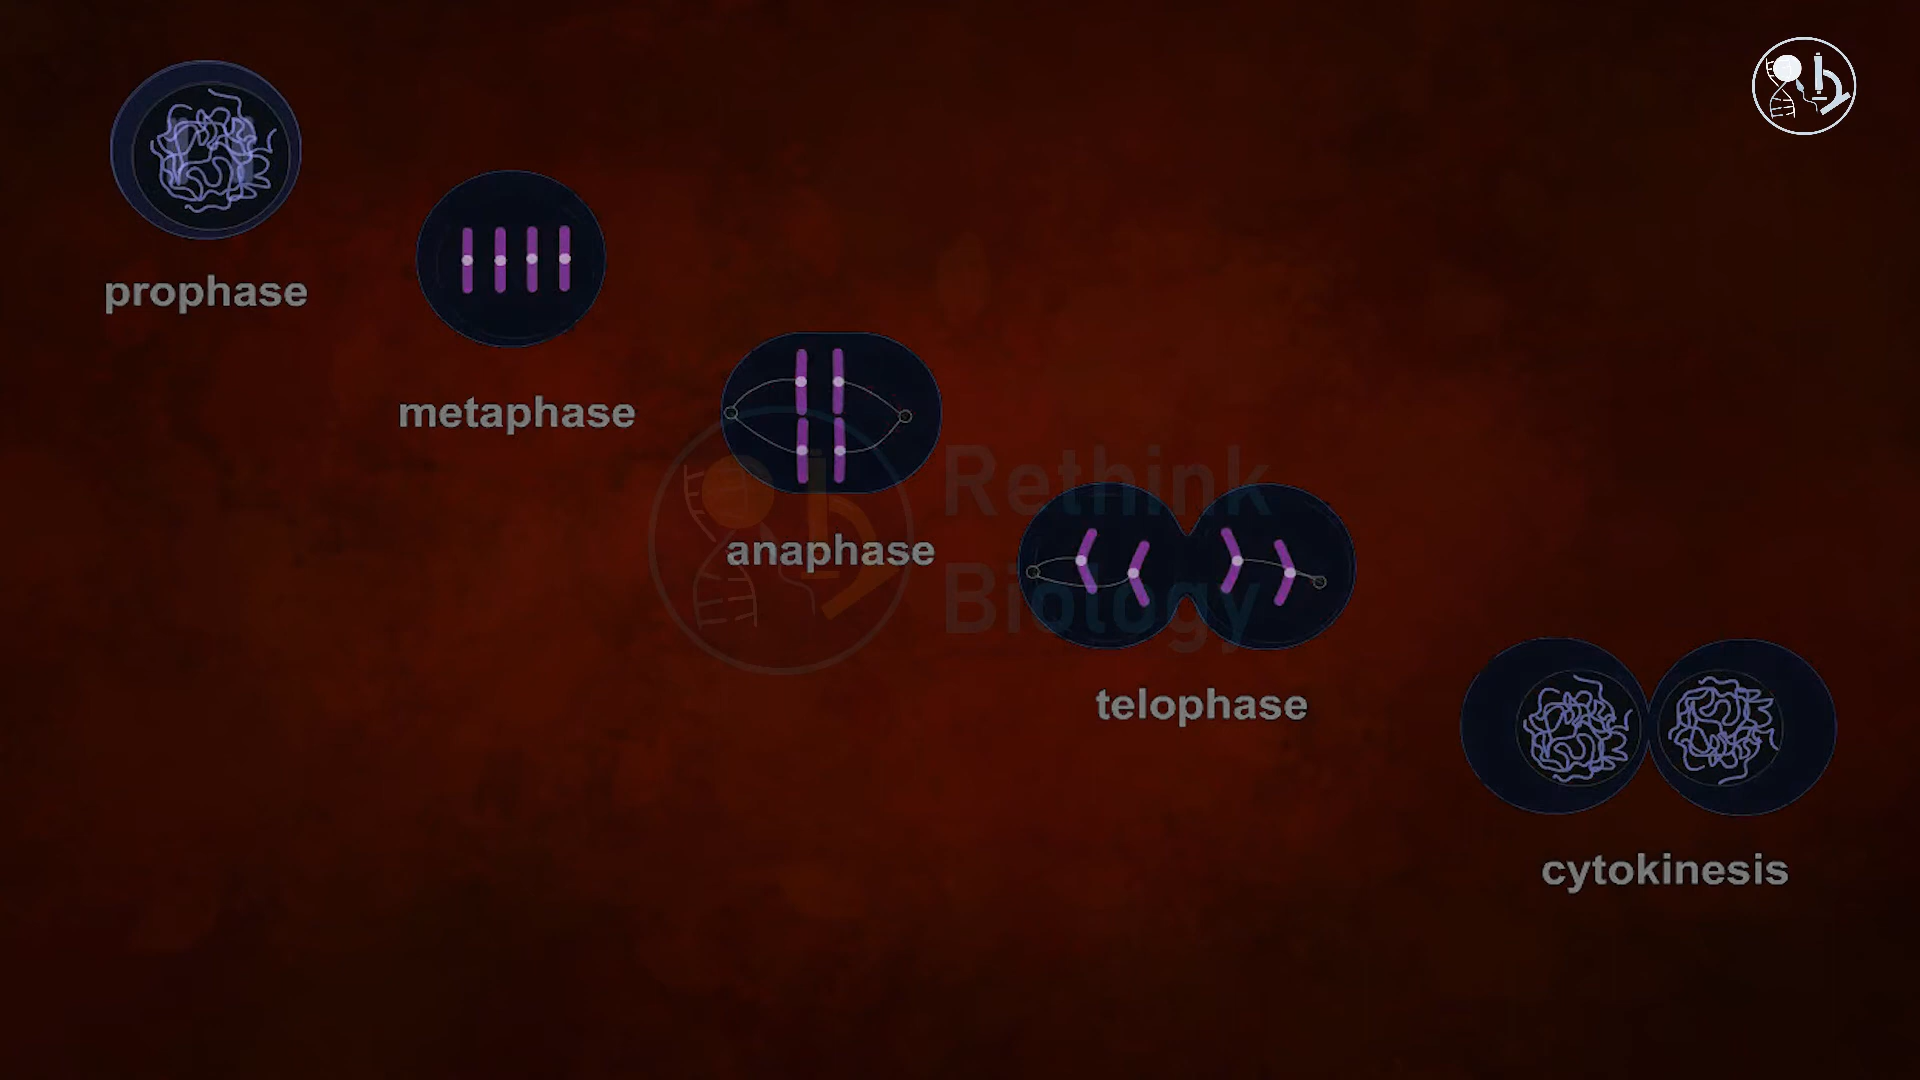 prophase
metaphase
anaphase
Rethink
Biology
telophase
cytokinesis